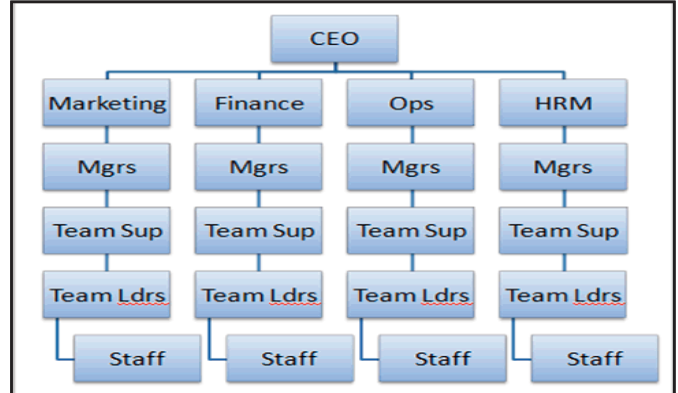 CEO
Marketing Finance Ops HRM
Mgrs Mgrs Mgrs Mgrs
Team Sup Team Sup Team Sup Team Sup
Team Ldrs Team Ldrs Team Ldrs Team Ldrs
Staff Staff Staff Staff